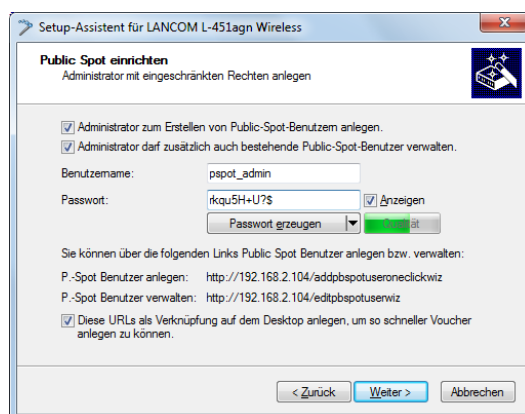 Setup-Assistent für LANCOM L-451agn Wireless
Public Spot einrichten
Administrator mit eingeschränkten Rechten anlegen
Administrator zum Erstellen von Public-Spot-Benutzern anlegen.
Administrator darf zusätzlich auch bestehende Public-Spot-Benutzer verwalten.
Benutzername: pspot_admin
Passwort: rkqu5H+U?$ Anzeigen
Passwort erzeugen Qualität
Sie können über die folgenden Links Public Spot Benutzer anlegen bzw. verwalten:
P.-Spot Benutzer anlegen: http://192.168.2.104/addpbspotuseroneclickwiz
P.-Spot Benutzer verwalten: http://192.168.2.104/editpbspotuserwiz
Diese URLs als Verknüpfung auf dem Desktop anlegen, um so schneller Voucher
anlegen zu können.
< Zurück Weiter > Abbrechen